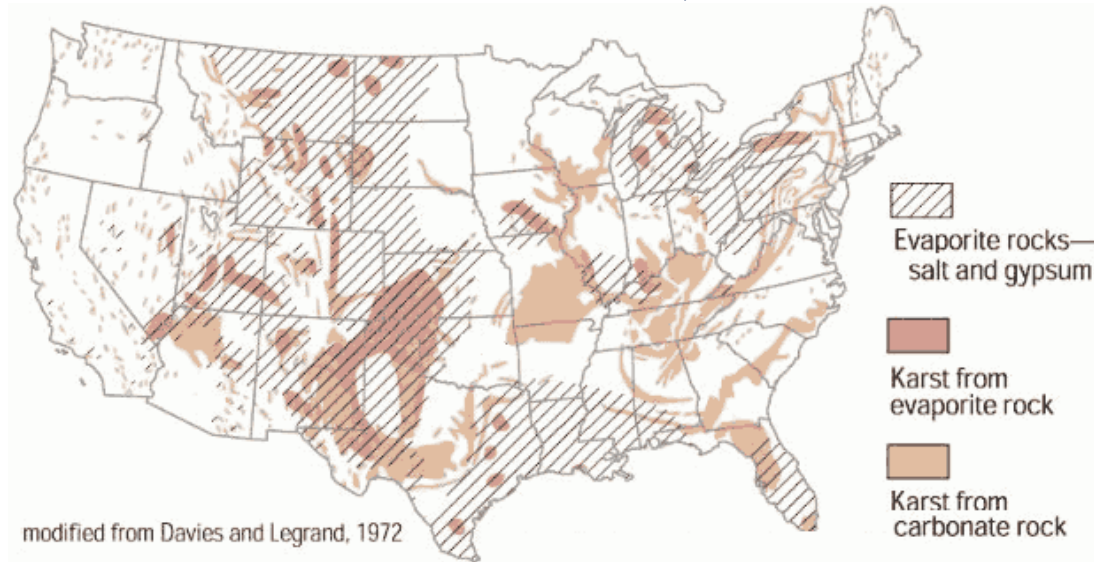 Evaporite rocks—
salt and gypsum
Karst from
evaporite rock
Karst from
carbonate rock
modified from Davies and Legrand, 1972